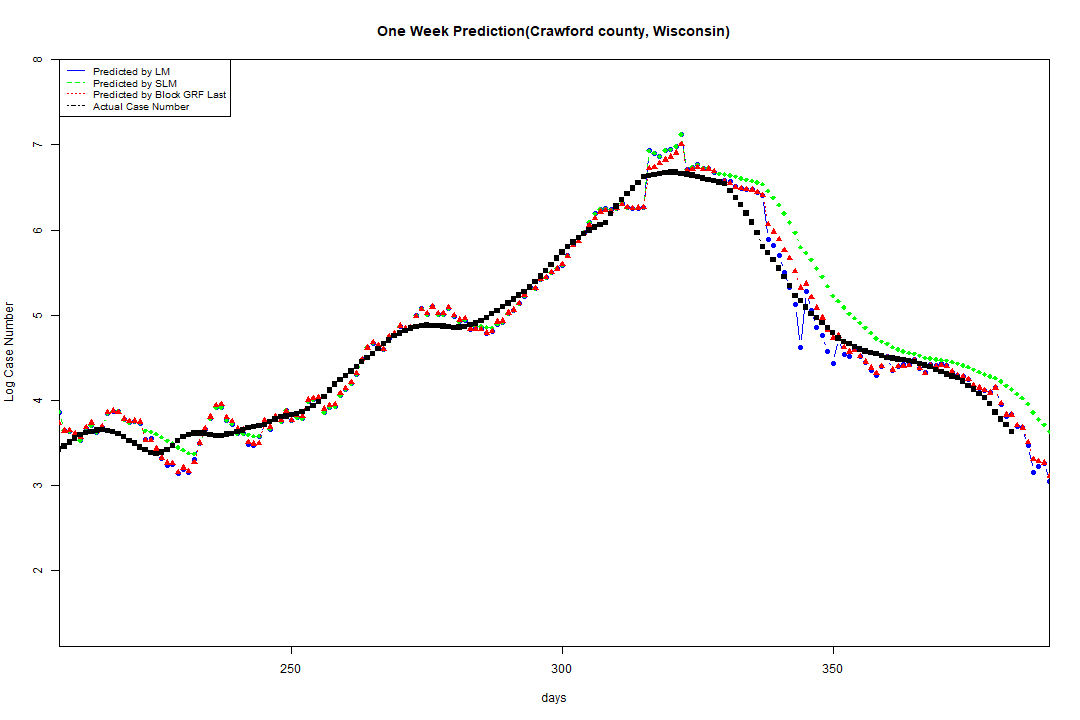 One Week Prediction(Crawford county, Wisconsin)
Predicted by LM
Predicted by SLM
Predicted by Block GRF Last
Actual Case Number
8
7
6
5
4
3
2
Log Case Number
250
300
350
days